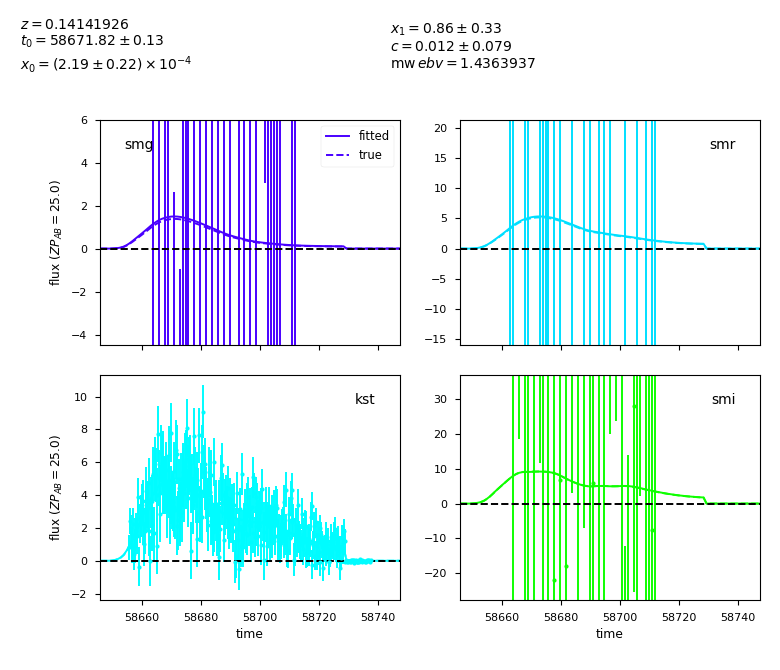 z = 0.14141926
t₀ = 58671.82 ± 0.13
x₀ = (2.19 ± 0.22) × 10⁻⁴
x₁ = 0.86 ± 0.33
c = 0.012 ± 0.079
mw ebv = 1.4363937
smg
fitted
true
flux (ZP_AB = 25.0)
6
4
2
0
−2
−4
smr
20
15
10
5
0
−5
−10
−15
kst
flux (ZP_AB = 25.0)
10
8
6
4
2
0
−2
58660 58680 58700 58720 58740
time
smi
30
20
10
0
−10
−20
58660 58680 58700 58720 58740
time